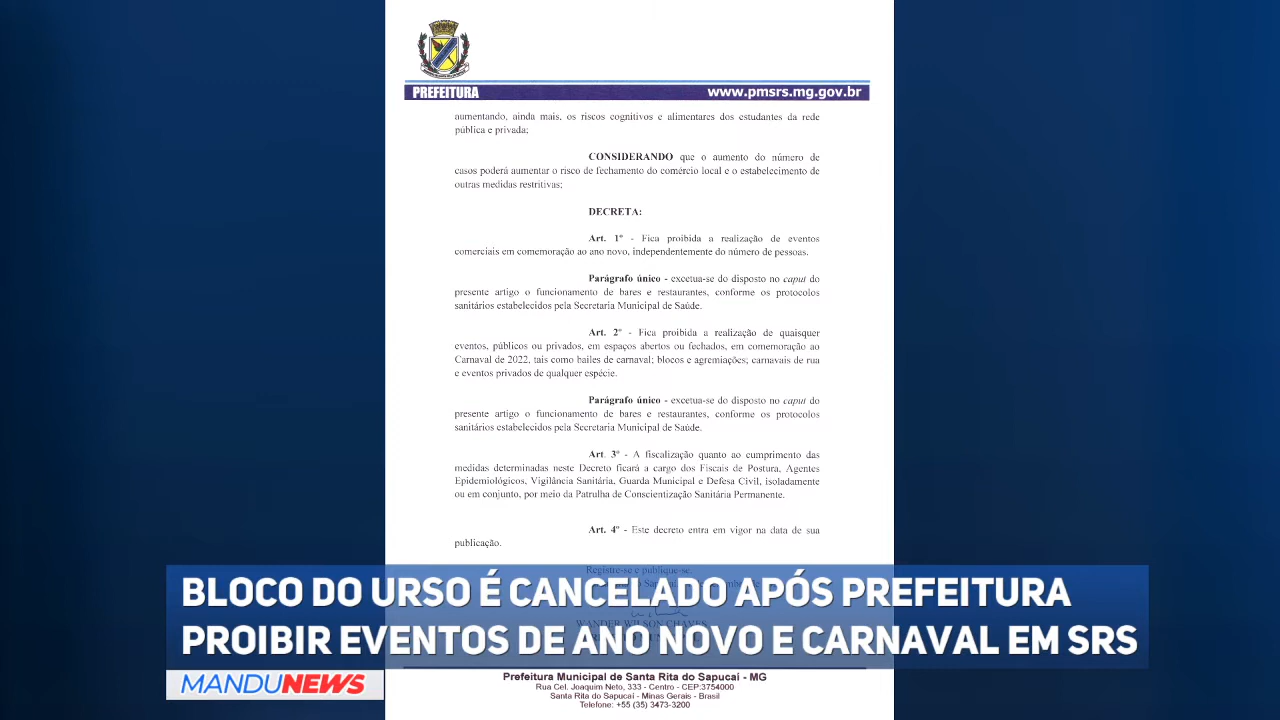 PREFEITURA
www.pmsrs.mg.gov.br
aumentando, ainda mais, os riscos cognitivos e alimentares dos estudantes da rede
pública e privada;
CONSIDERANDO que o aumento do número de
casos poderá aumentar o risco de fechamento do comércio local e o estabelecimento de
outras medidas restritivas;
DECRETA:
Art. 1º - Fica proibida a realização de eventos
comerciais em comemoração ao ano novo, independentemente do número de pessoas.
Parágrafo único - excetua-se do disposto no caput do
presente artigo o funcionamento de bares e restaurantes, conforme os protocolos
sanitários estabelecidos pela Secretaria Municipal de Saúde.
Art. 2º - Fica proibida a realização de quaisquer
eventos, públicos ou privados, em espaços abertos ou fechados, em comemoração ao
Carnaval de 2022, tais como bailes de carnaval; blocos e agremiações; carnavais de rua
e eventos privados de qualquer espécie.
Parágrafo único - excetua-se do disposto no caput do
presente artigo o funcionamento de bares e restaurantes, conforme os protocolos
sanitários estabelecidos pela Secretaria Municipal de Saúde.
Art. 3º - A fiscalização quanto ao cumprimento das
medidas determinadas neste Decreto ficará a cargo dos Fiscais de Postura, Agentes
Epidemiológicos, Vigilância Sanitária, Guarda Municipal e Defesa Civil, isoladamente
ou em conjunto, por meio da Patrulha de Conscientização Sanitária Permanente.
Art. 4º - Este decreto entra em vigor na data de sua
publicação.
Registre-se e publique-se.
WANDER WILSON CHAVES
BLOCO DO URSO É CANCELADO APÓS PREFEITURA
PROIBIR EVENTOS DE ANO NOVO E CARNAVAL EM SRS
MANDUNEWS
Prefeitura Municipal de Santa Rita do Sapucaí - MG
Rua Cel. Joaquim Neto, 333 - Centro - CEP:3754000
Santa Rita do Sapucaí - Minas Gerais - Brasil
Telefone: +55 (35) 3473-3200